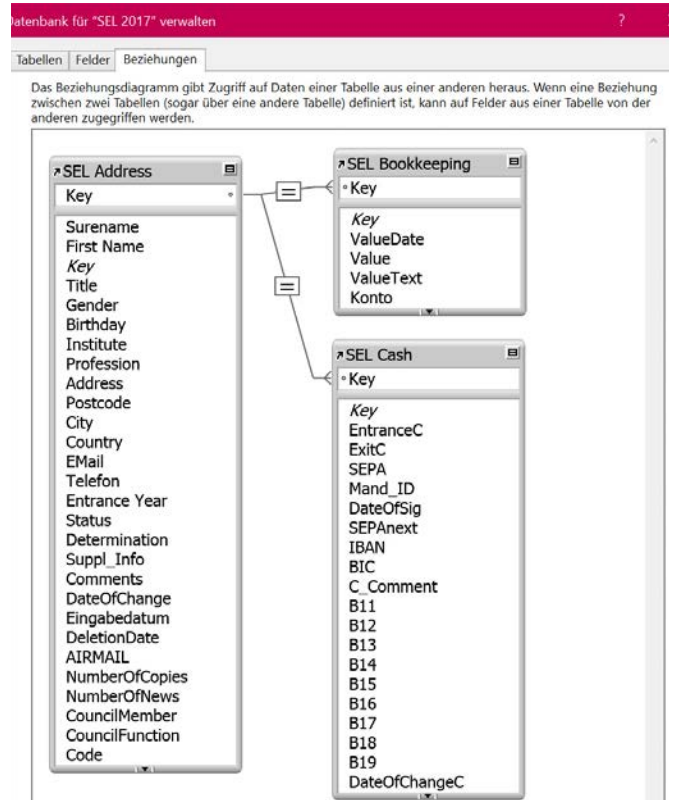 Datenbank für "SEL 2017" verwalten
?
Tabellen
Felder
Beziehungen
Das Beziehungsdiagramm gibt Zugriff auf Daten einer Tabelle aus einer anderen heraus. Wenn eine Beziehung
zwischen zwei Tabellen (sogar über eine andere Tabelle) definiert ist, kann auf Felder aus einer Tabelle von der
anderen zugegriffen werden.
SEL Address
Key
Surename
First Name
Key
Title
Gender
Birthday
Institute
Profession
Address
Postcode
City
Country
EMail
Telefon
Entrance Year
Status
Determination
Suppl_Info
Comments
DateOfChange
Eingabedatum
DeletionDate
AIRMAIL
NumberOfCopies
NumberOfNews
CouncilMember
CouncilFunction
Code
=
=
SEL Bookkeeping
Key
Key
ValueDate
Value
ValueText
Konto
SEL Cash
Key
Key
EntranceC
ExitC
SEPA
Mand_ID
DateOfSig
SEPAnext
IBAN
BIC
C_Comment
B11
B12
B13
B14
B15
B16
B17
B18
B19
DateOfChangeC